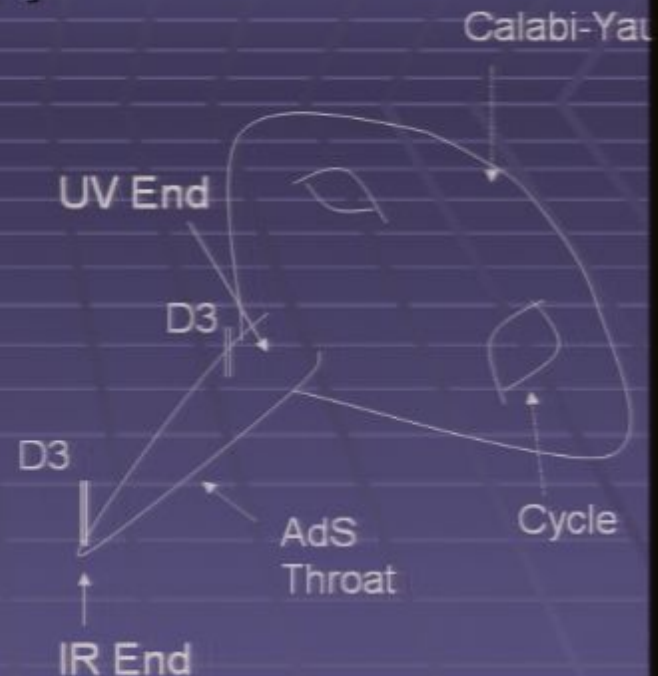 Calabi-Yau
UV End
D3
D3
Cycle
AdS
Throat
IR End